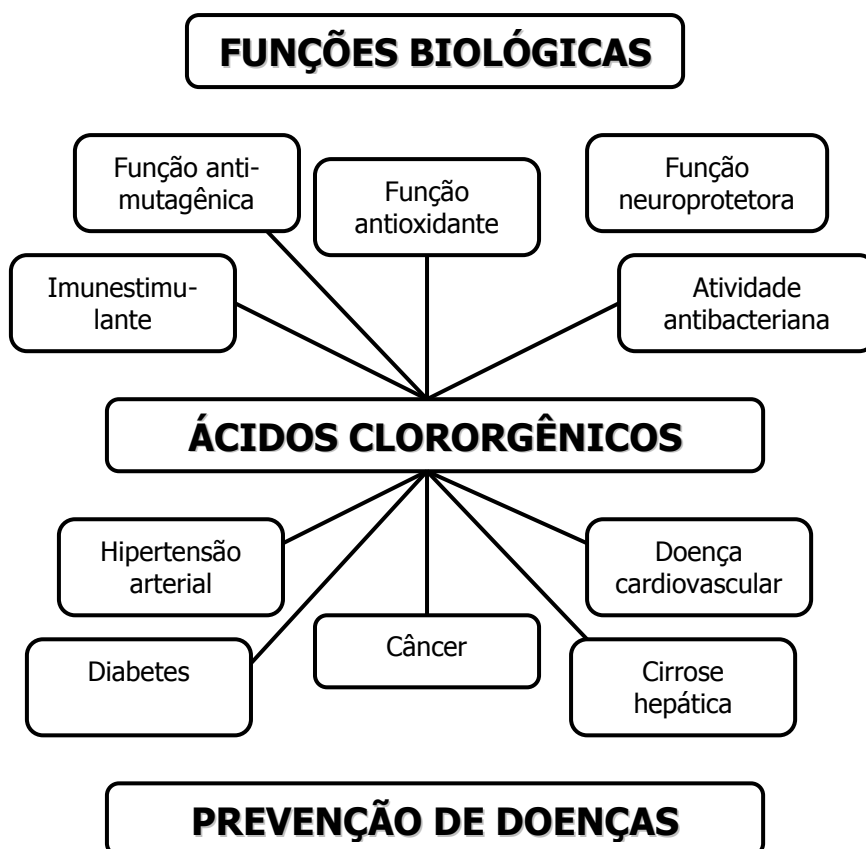 FUNÇÕES BIOLÓGICAS
Função anti-
mutagênica
Função
antioxidante
Função
neuroprotetora
Imunestimu-
lante
Atividade
antibacteriana
ÁCIDOS CLORORGÊNICOS
Hipertensão
arterial
Doença
cardiovascular
Diabetes
Câncer
Cirrose
hepática
PREVENÇÃO DE DOENÇAS